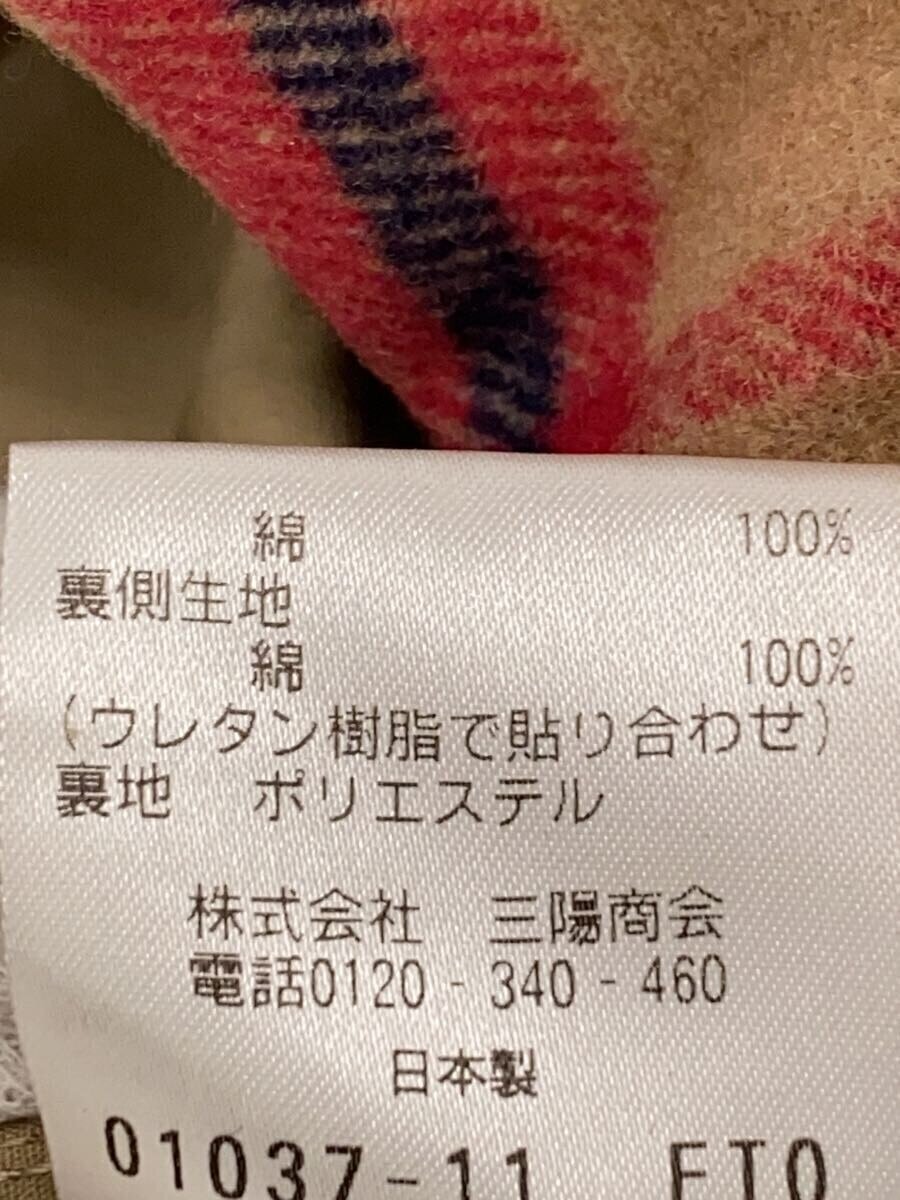 綿 100%
裏側生地
綿 100%
(ウレタン樹脂で貼り合わせ)
裏地 ポリエステル
株式会社 三陽商会
電話0120-340-460
日本製
01037-11